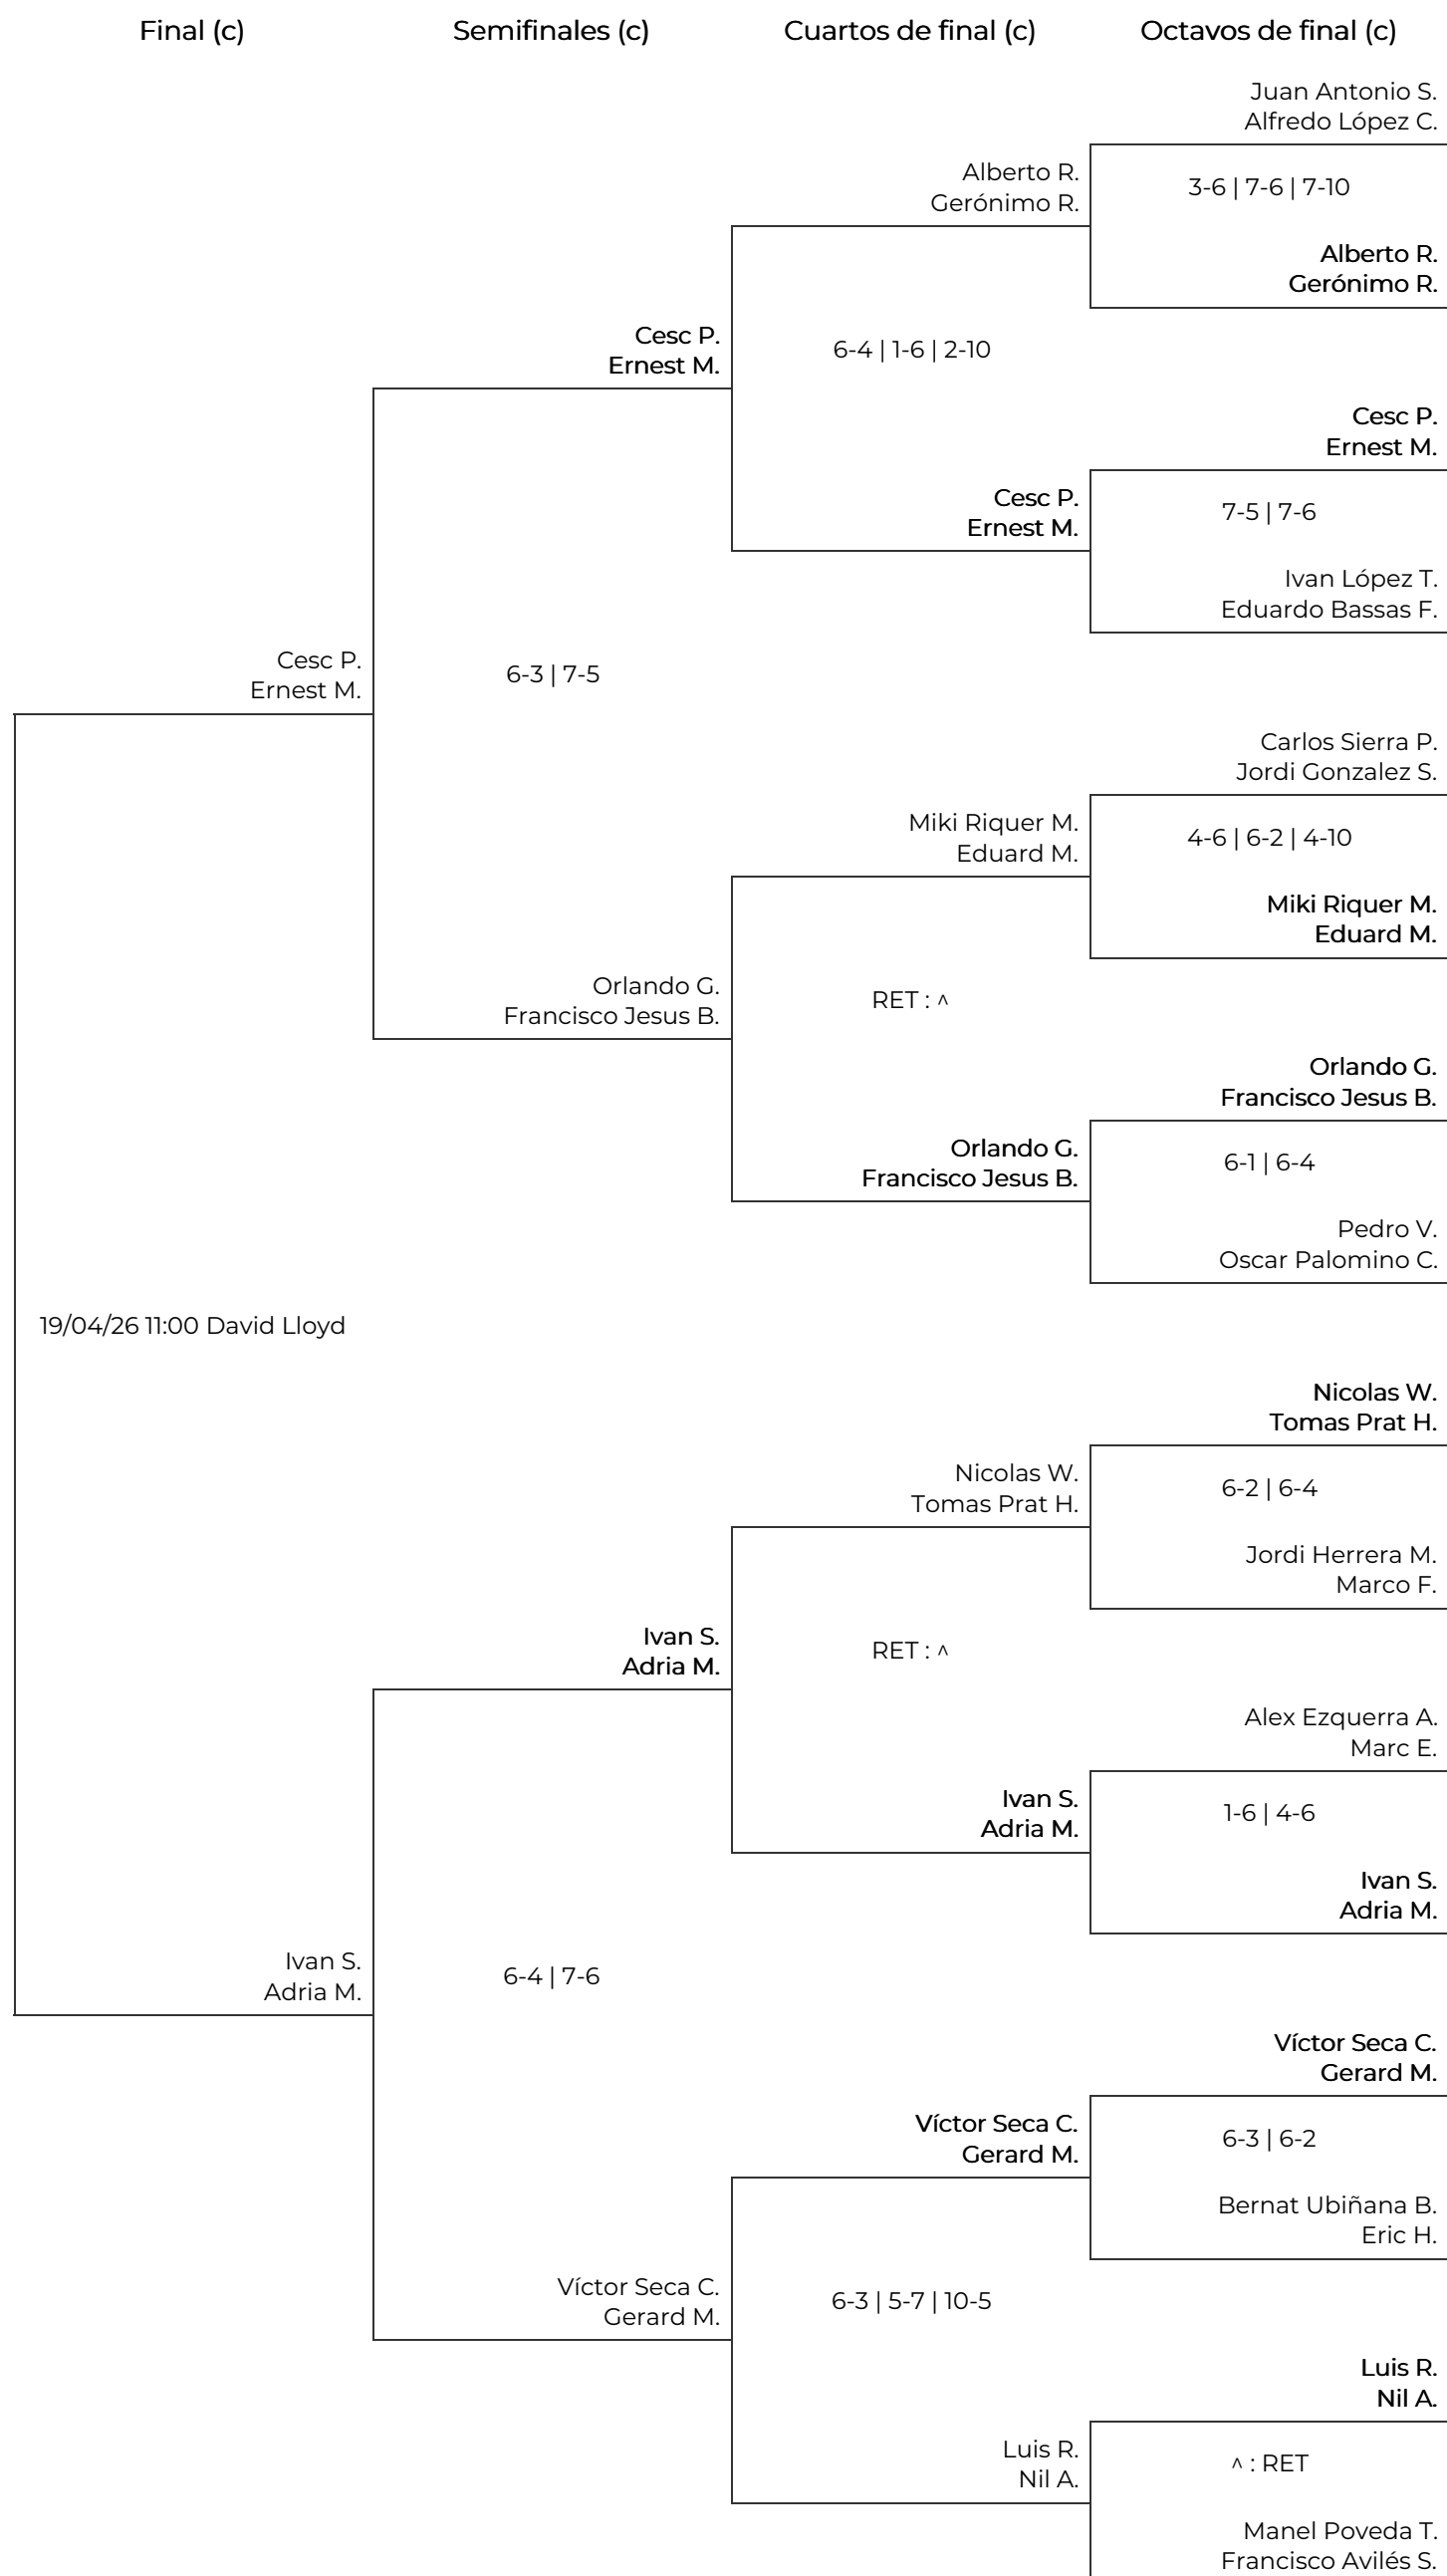 Final (c)
Semifinales (c)
Cuartos de final (c)
Octavos de final (c)
Juan Antonio S.
Alfredo López C.
Alberto R.
Gerónimo R.
3-6 | 7-6 | 7-10
Alberto R.
Gerónimo R.
Cesc P.
Ernest M.
6-4 | 1-6 | 2-10
Cesc P.
Ernest M.
Cesc P.
Ernest M.
7-5 | 7-6
Ivan López T.
Eduardo Bassas F.
Cesc P.
Ernest M.
6-3 | 7-5
Carlos Sierra P.
Jordi Gonzalez S.
Miki Riquer M.
Eduard M.
4-6 | 6-2 | 4-10
Miki Riquer M.
Eduard M.
Orlando G.
Francisco Jesus B.
RET : ^
Orlando G.
Francisco Jesus B.
Orlando G.
Francisco Jesus B.
6-1 | 6-4
Pedro V.
Oscar Palomino C.
19/04/26 11:00 David Lloyd
Nicolas W.
Tomas Prat H.
Nicolas W.
Tomas Prat H.
6-2 | 6-4
Jordi Herrera M.
Marco F.
Ivan S.
Adria M.
RET : ^
Alex Ezquerra A.
Marc E.
Ivan S.
Adria M.
1-6 | 4-6
Ivan S.
Adria M.
Ivan S.
Adria M.
6-4 | 7-6
Víctor Seca C.
Gerard M.
Víctor Seca C.
Gerard M.
6-3 | 6-2
Bernat Ubiñana B.
Eric H.
Víctor Seca C.
Gerard M.
6-3 | 5-7 | 10-5
Luis R.
Nil A.
Luis R.
Nil A.
^ : RET
Manel Poveda T.
Francisco Avilés S.